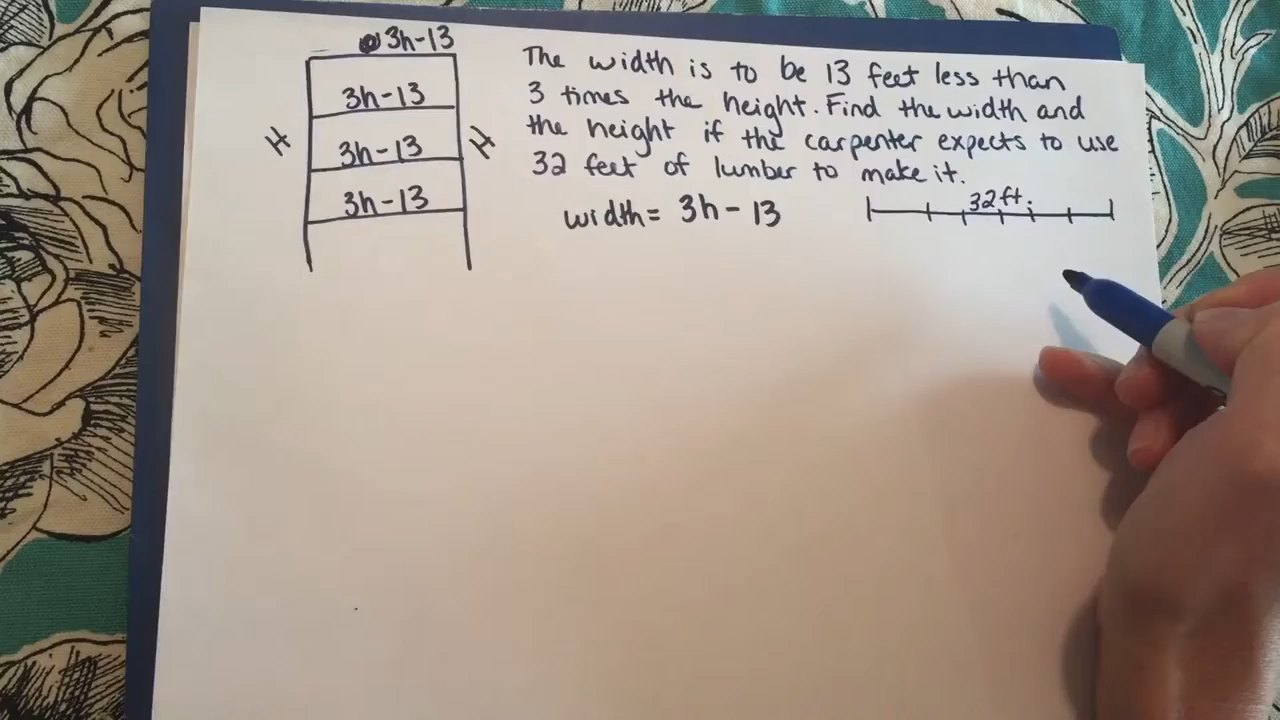 3h-13
3h-13
3h-13
3h-13
H
H
The width is to be 13 feet less than
3 times the height. Find the width and
the height if the carpenter expects to use
32 feet of lumber to make it.
width= 3h-13
32ft.